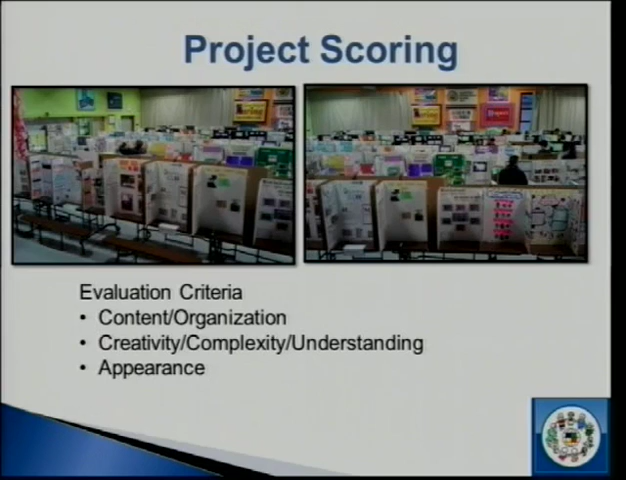 Project Scoring
Evaluation Criteria
• Content/Organization
• Creativity/Complexity/Understanding
• Appearance